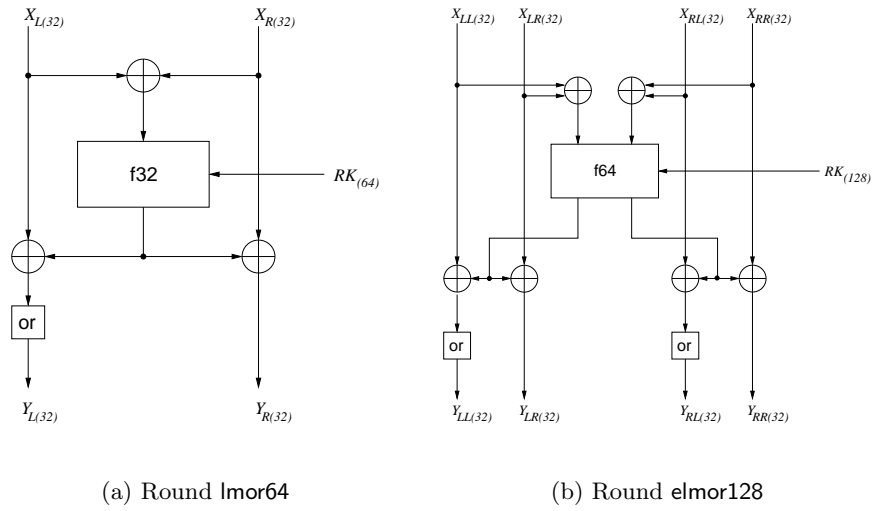 X_L(32) X_R(32)
f32
RK_(64)
or
Y_L(32) Y_R(32)
(a) Round lmor64
X_LL(32) X_LR(32) X_RL(32) X_RR(32)
f64
RK_(128)
or or
Y_LL(32) Y_LR(32) Y_RL(32) Y_RR(32)
(b) Round elmor128